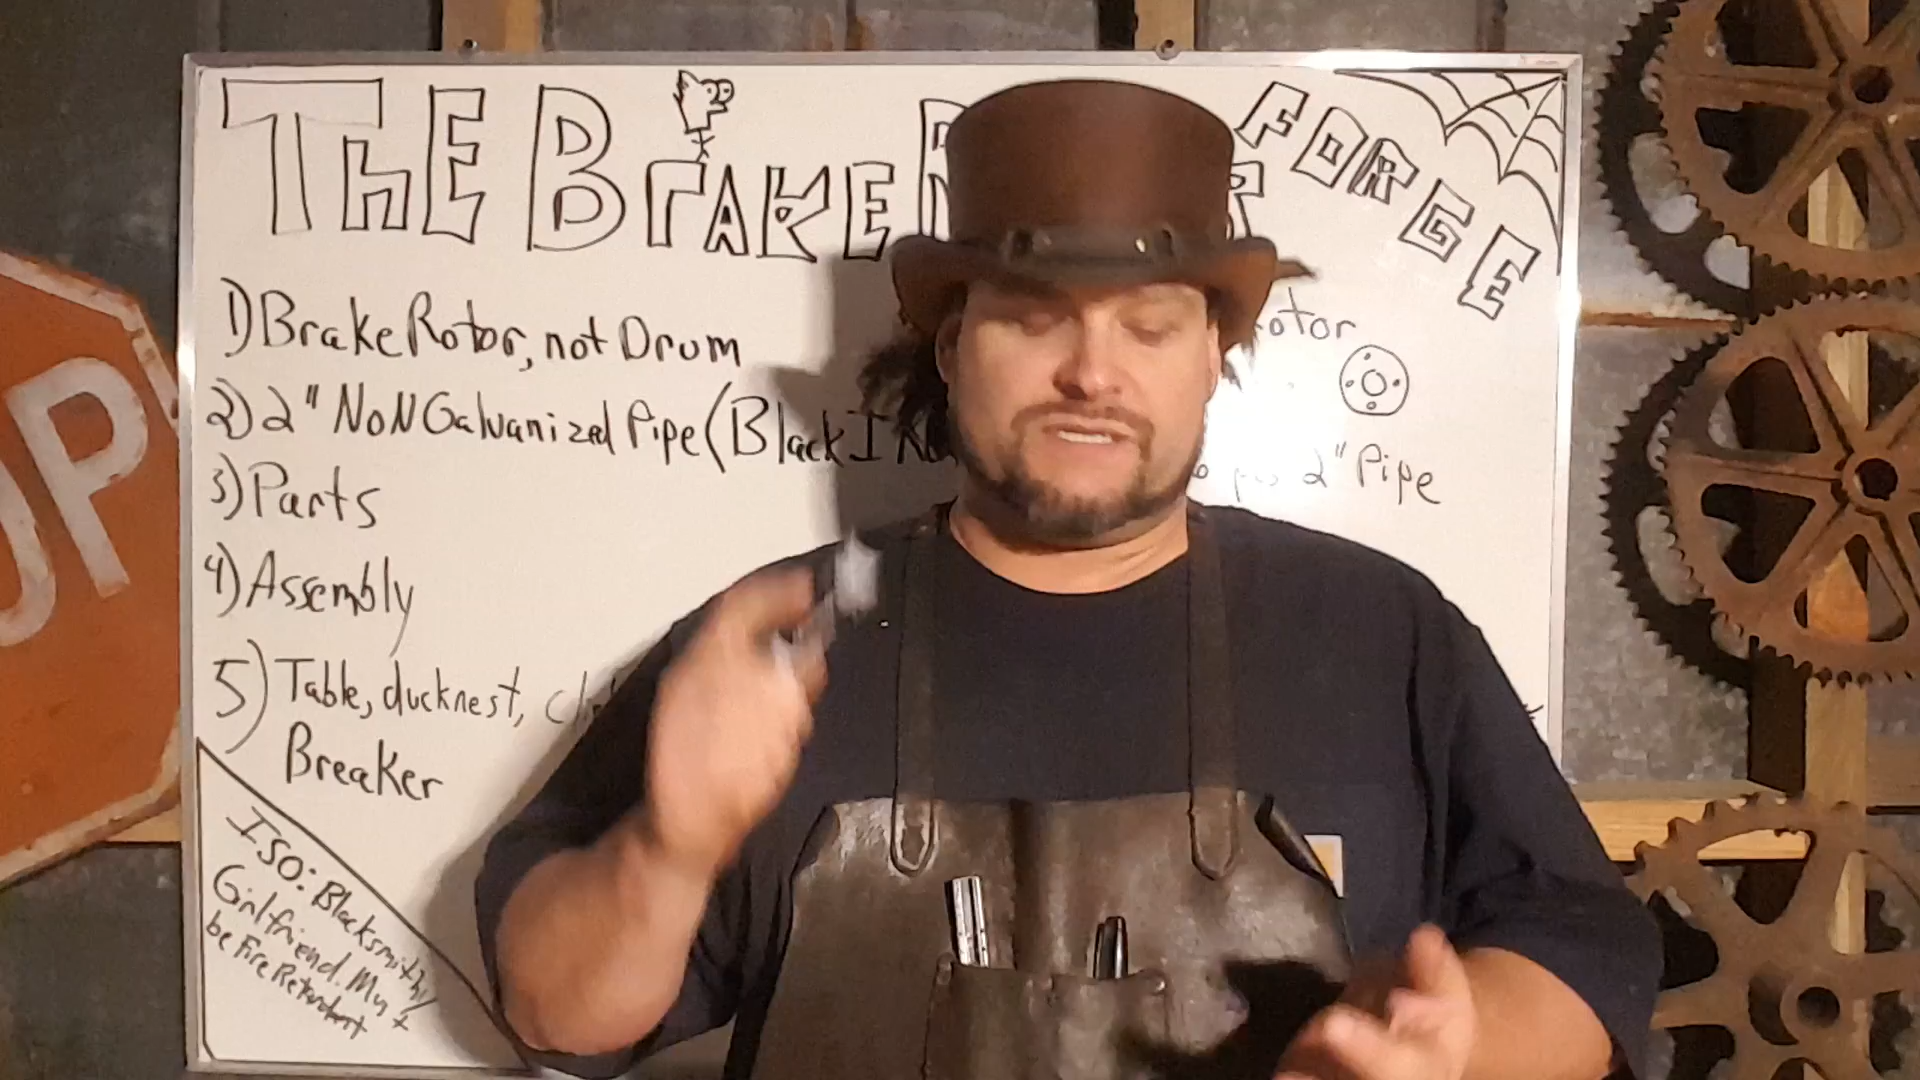 THE BRAKE FORGE
1) Brake Rotor, not Drum
2) 2" NON Galvanized Pipe (Black
3) Parts
4) Assembly
5) Table, ducknest,
Breaker
Rotor
2" Pipe
ISO: Blacksmithy
Girlfriend. Must
be Fire Retardant
OP